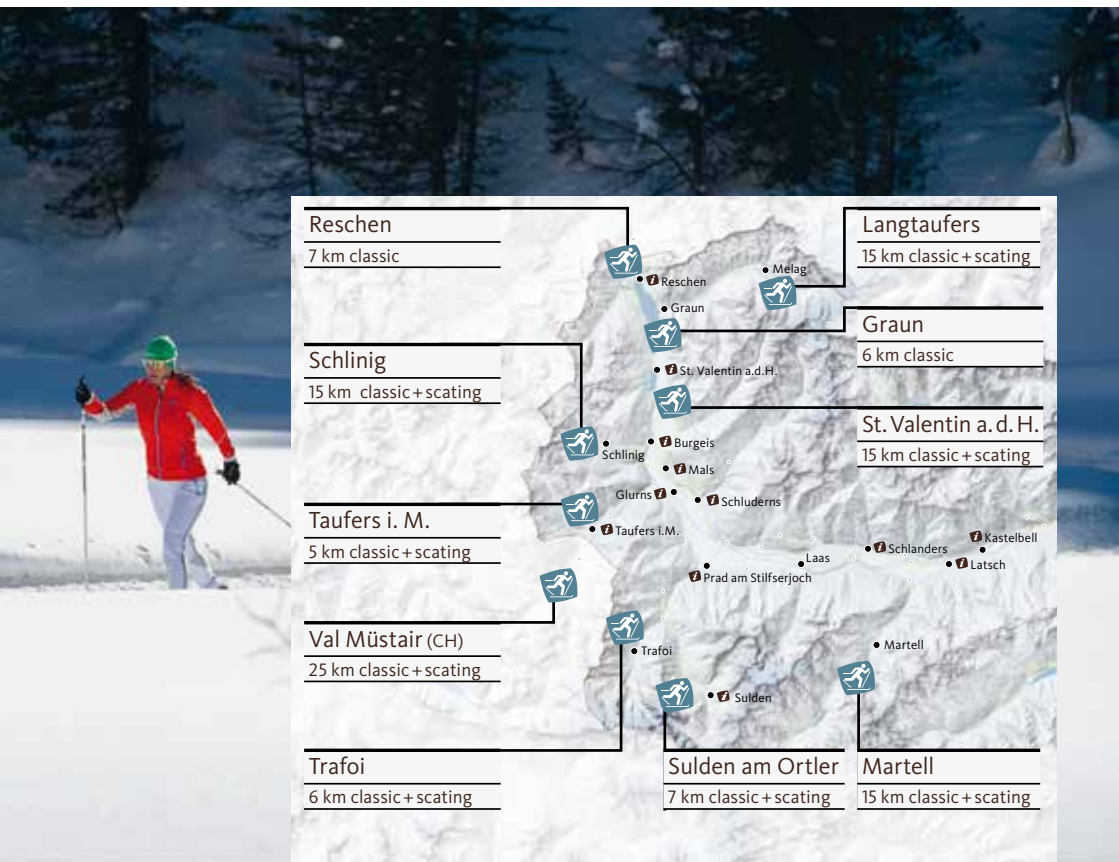 Reschen
7 km classic
Langtaufers
15 km classic + scating
Graun
6 km classic
Schlinig
15 km classic + scating
St. Valentin a. d. H.
15 km classic + scating
Taufers i. M.
5 km classic + scating
Val Müstair (CH)
25 km classic + scating
Trafoi
6 km classic + scating
Sulden am Ortler
7 km classic + scating
Martell
15 km classic + scating
Melag
i Reschen
Graun
i St. Valentin a.d.H.
i Burgeis
Schlinig
i Mals
Glurns i
i Schluderns
i Taufers i.M.
i Kastelbell
i Schlanders
Laas
i Latsch
i Prad am Stilfserjoch
Martell
Trafoi
i Sulden